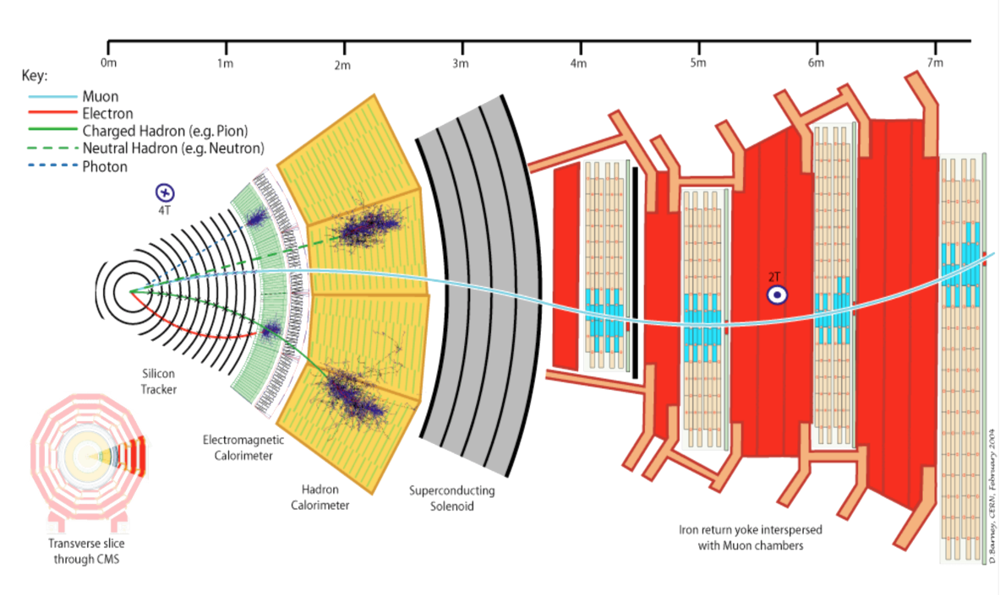 0m 1m 2m 3m 4m 5m 6m 7m
Key:
Muon
Electron
Charged Hadron (e.g. Pion)
Neutral Hadron (e.g. Neutron)
Photon
4T
2T
Silicon
Tracker
Electromagnetic
Calorimeter
Hadron
Calorimeter
Superconducting
Solenoid
Iron return yoke interspersed
with Muon chambers
Transverse slice
through CMS
D Barney, CERN, February 2004